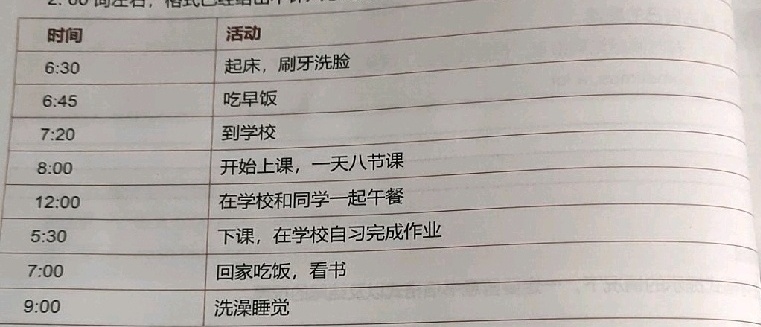 时间 活动
6:30 起床，刷牙洗脸
6:45 吃早饭
7:20 到学校
8:00 开始上课，一天八节课
12:00 在学校和同学一起午餐
5:30 下课，在学校自习完成作业
7:00 回家吃饭，看书
9:00 洗澡睡觉